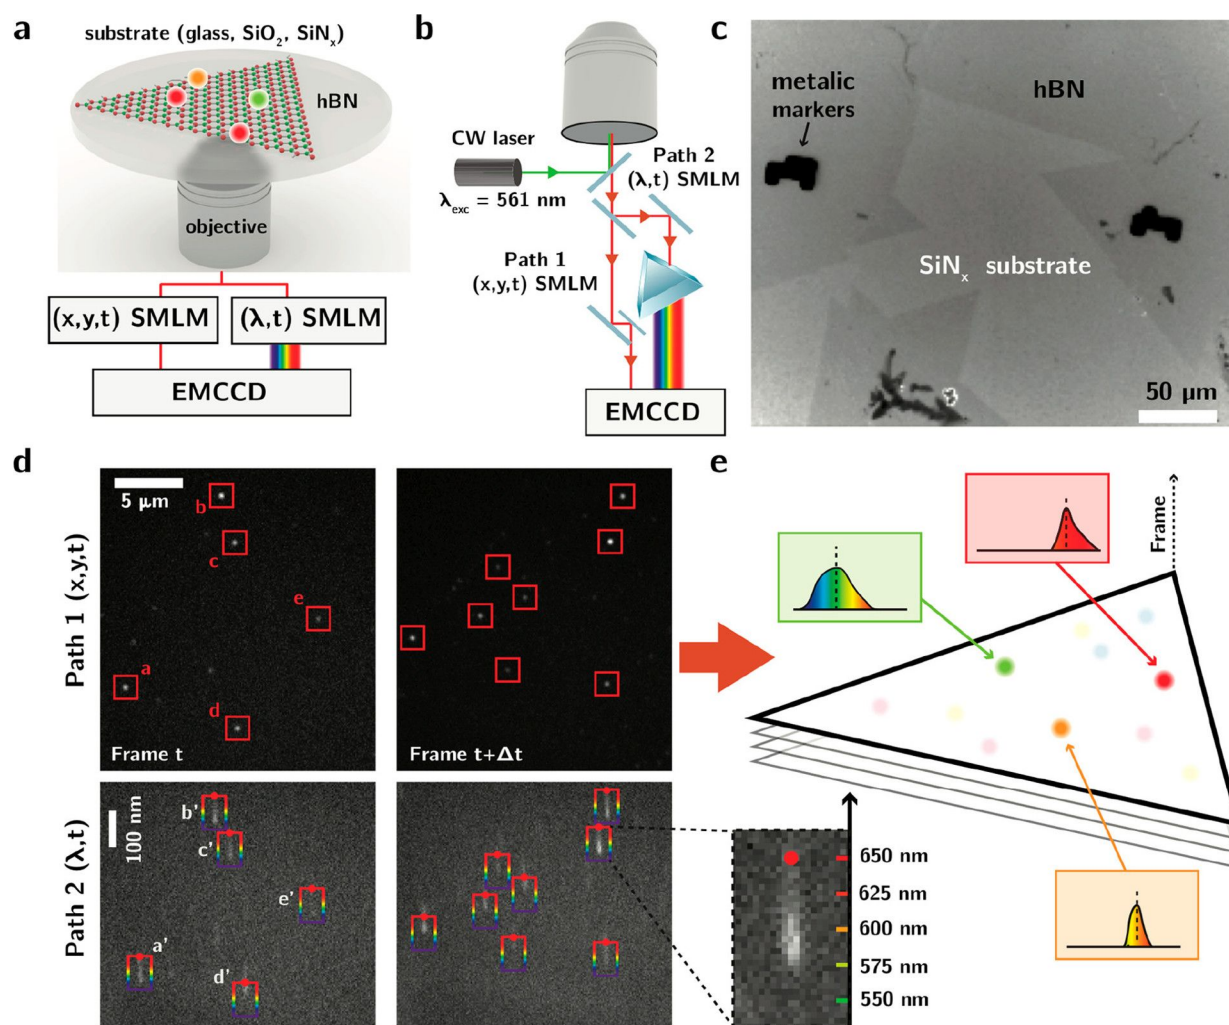 a
substrate (glass, SiO₂, SiNₓ)
hBN
objective
(x,y,t) SMLM
(λ,t) SMLM
EMCCD
b
CW laser
λexc = 561 nm
Path 2
(λ,t) SMLM
Path 1
(x,y,t) SMLM
EMCCD
c
metalic
markers
hBN
SiNₓ substrate
50 μm
d
Path 1 (x,y,t)
5 μm
b
c
e
a
d
Frame t
Frame t+Δt
Path 2 (λ,t)
100 nm
b'
c'
e'
a'
d'
650 nm
625 nm
600 nm
575 nm
550 nm
e
Frame